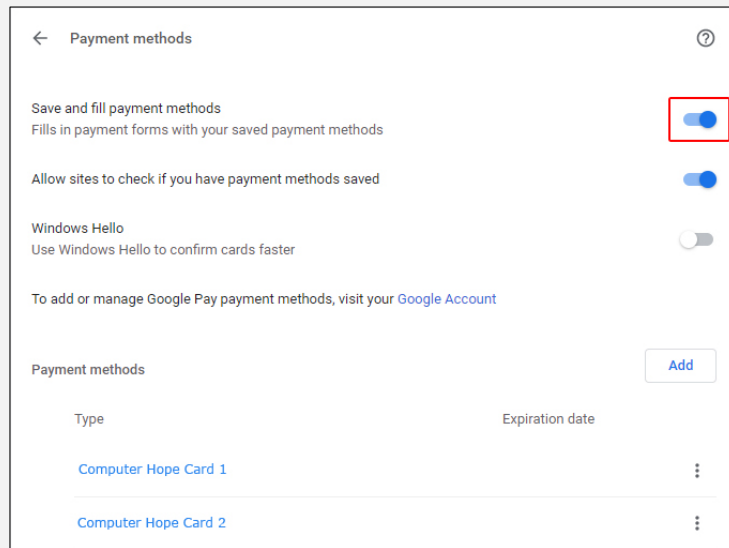 Payment methods
Save and fill payment methods
Fills in payment forms with your saved payment methods
Allow sites to check if you have payment methods saved
Windows Hello
Use Windows Hello to confirm cards faster
To add or manage Google Pay payment methods, visit your Google Account
Payment methods Add
Type Expiration date
Computer Hope Card 1
Computer Hope Card 2